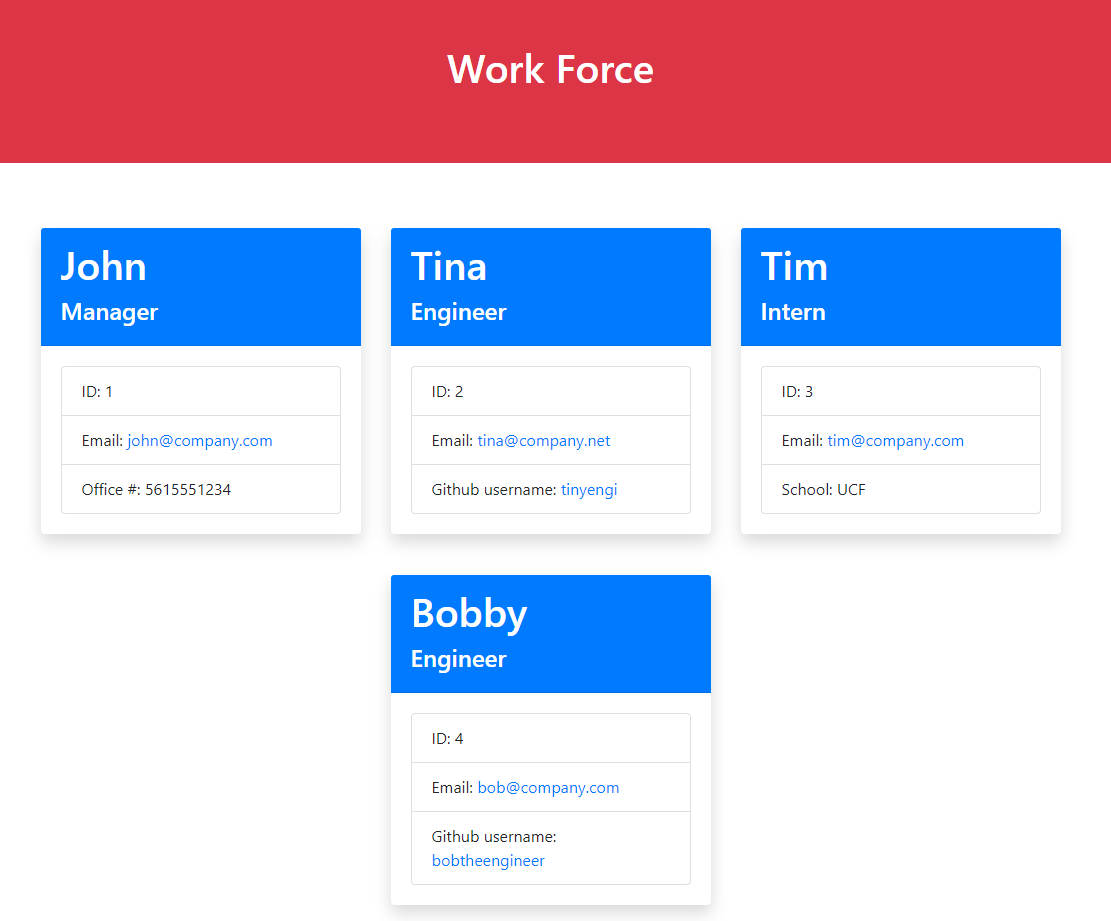 Work Force
John
Manager
ID: 1
Email: john@company.com
Office #: 5615551234
Tina
Engineer
ID: 2
Email: tina@company.net
Github username: tinyengi
Tim
Intern
ID: 3
Email: tim@company.com
School: UCF
Bobby
Engineer
ID: 4
Email: bob@company.com
Github username:
bobtheengineer